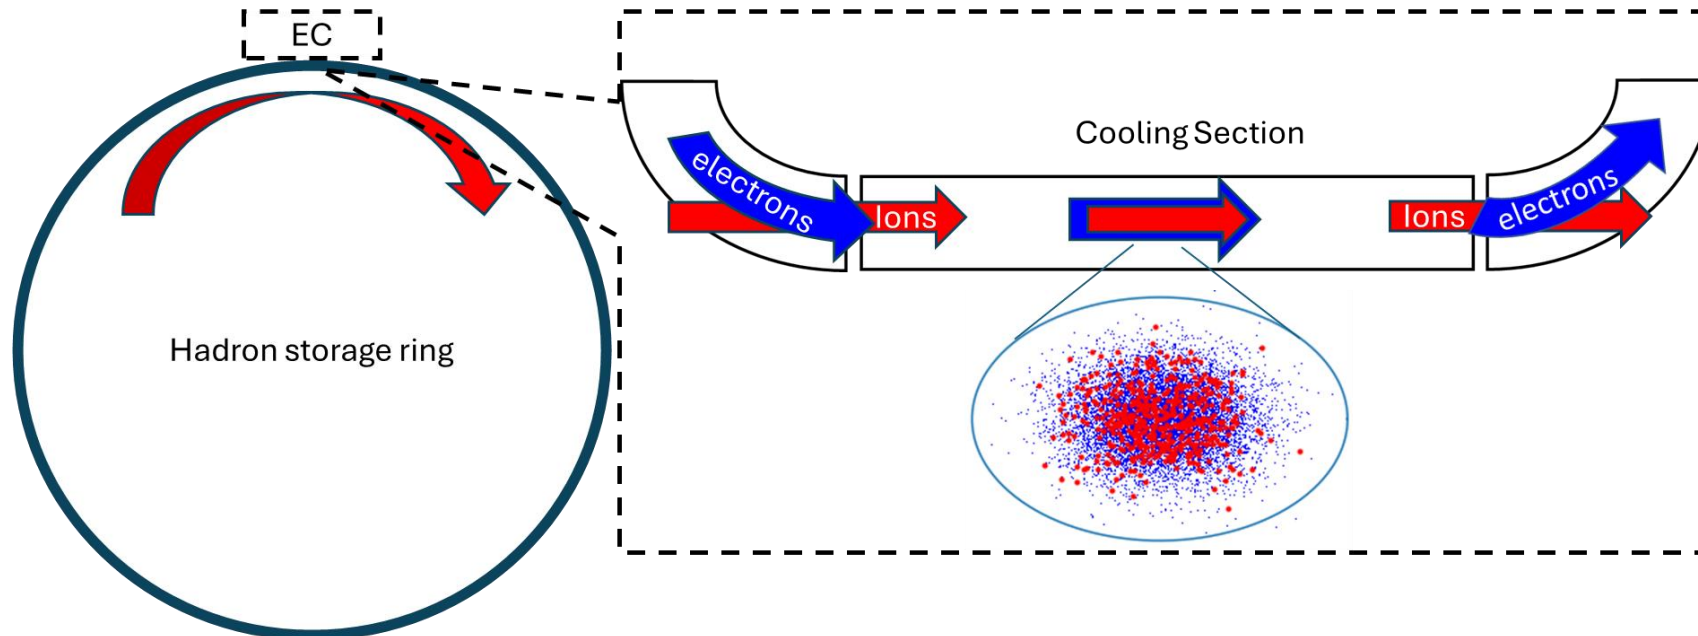 EC
Hadron storage ring
Cooling Section
electrons
Ions
Ions
electrons